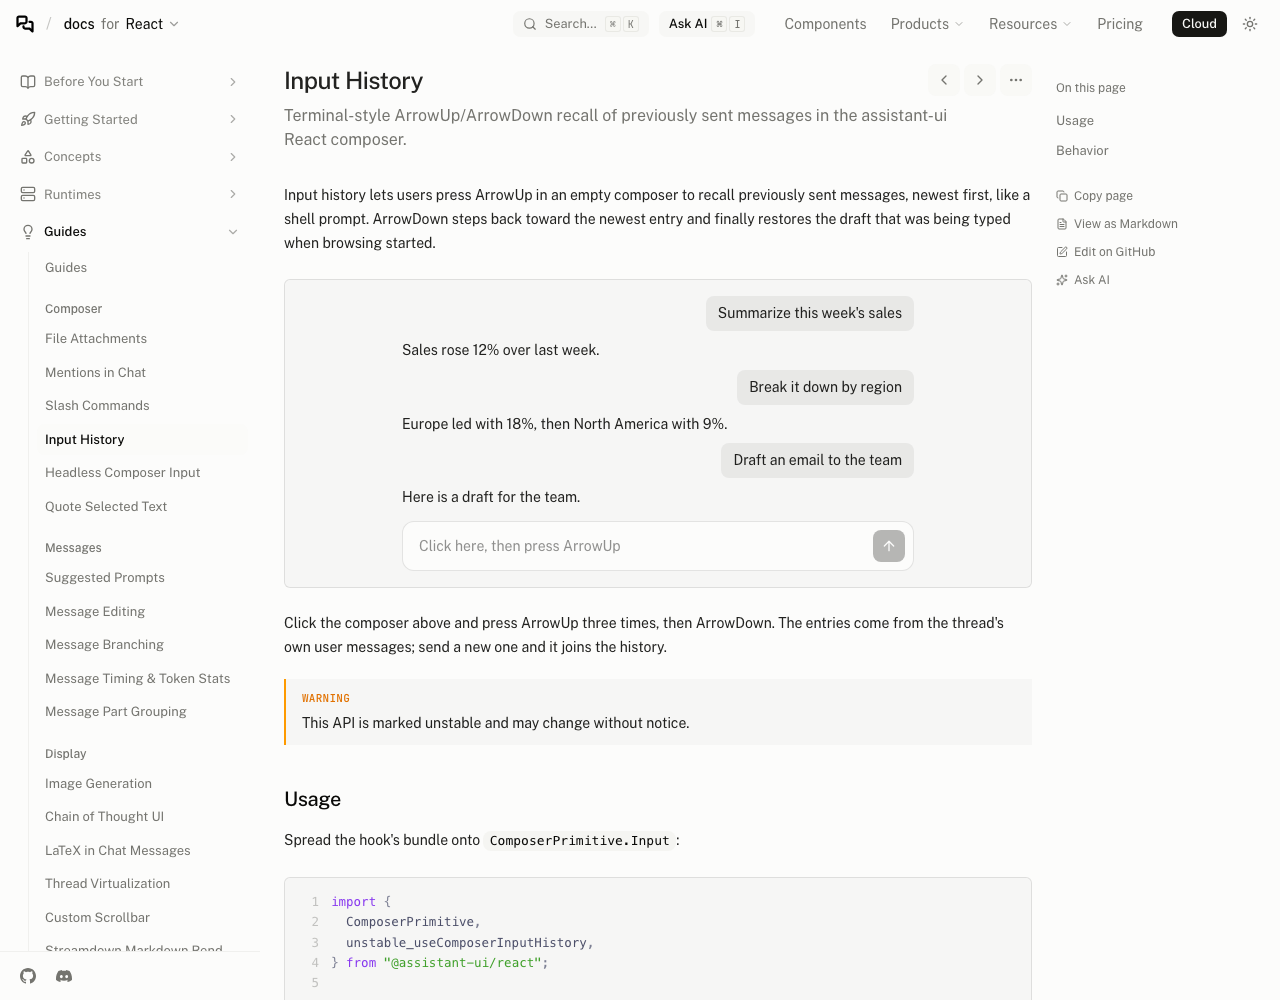 / docs for React
Search... ⌘ K
Ask AI ⌘ I
Components
Products
Resources
Pricing
Cloud
Before You Start
Getting Started
Concepts
Runtimes
Guides
Guides
Composer
File Attachments
Mentions in Chat
Slash Commands
Input History
Headless Composer Input
Quote Selected Text
Messages
Suggested Prompts
Message Editing
Message Branching
Message Timing & Token Stats
Message Part Grouping
Display
Image Generation
Chain of Thought UI
LaTeX in Chat Messages
Thread Virtualization
Custom Scrollbar
Streamdown Markdown Rend
Input History
Terminal-style ArrowUp/ArrowDown recall of previously sent messages in the assistant-ui
React composer.
Input history lets users press ArrowUp in an empty composer to recall previously sent messages, newest first, like a
shell prompt. ArrowDown steps back toward the newest entry and finally restores the draft that was being typed
when browsing started.
Summarize this week's sales
Sales rose 12% over last week.
Break it down by region
Europe led with 18%, then North America with 9%.
Draft an email to the team
Here is a draft for the team.
Click here, then press ArrowUp
Click the composer above and press ArrowUp three times, then ArrowDown. The entries come from the thread's
own user messages; send a new one and it joins the history.
WARNING
This API is marked unstable and may change without notice.
Usage
Spread the hook's bundle onto ComposerPrimitive.Input :
1 import {
2 ComposerPrimitive,
3 unstable_useComposerInputHistory,
4 } from "@assistant-ui/react";
5
On this page
Usage
Behavior
Copy page
View as Markdown
Edit on GitHub
Ask AI